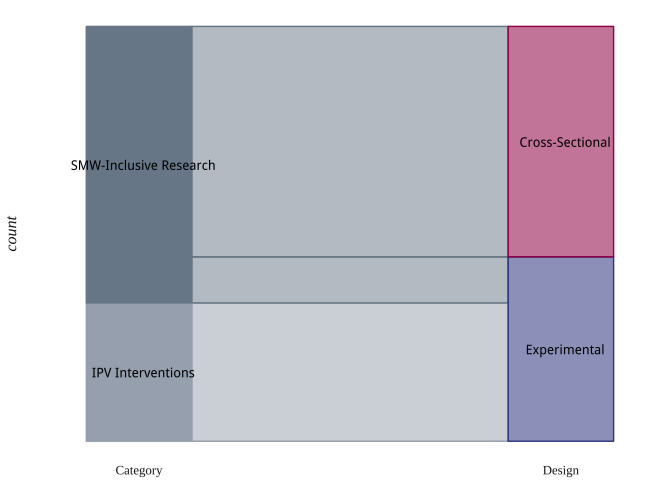 Cross-Sectional
SMW-Inclusive Research
count
Experimental
IPV Interventions
Category
Design